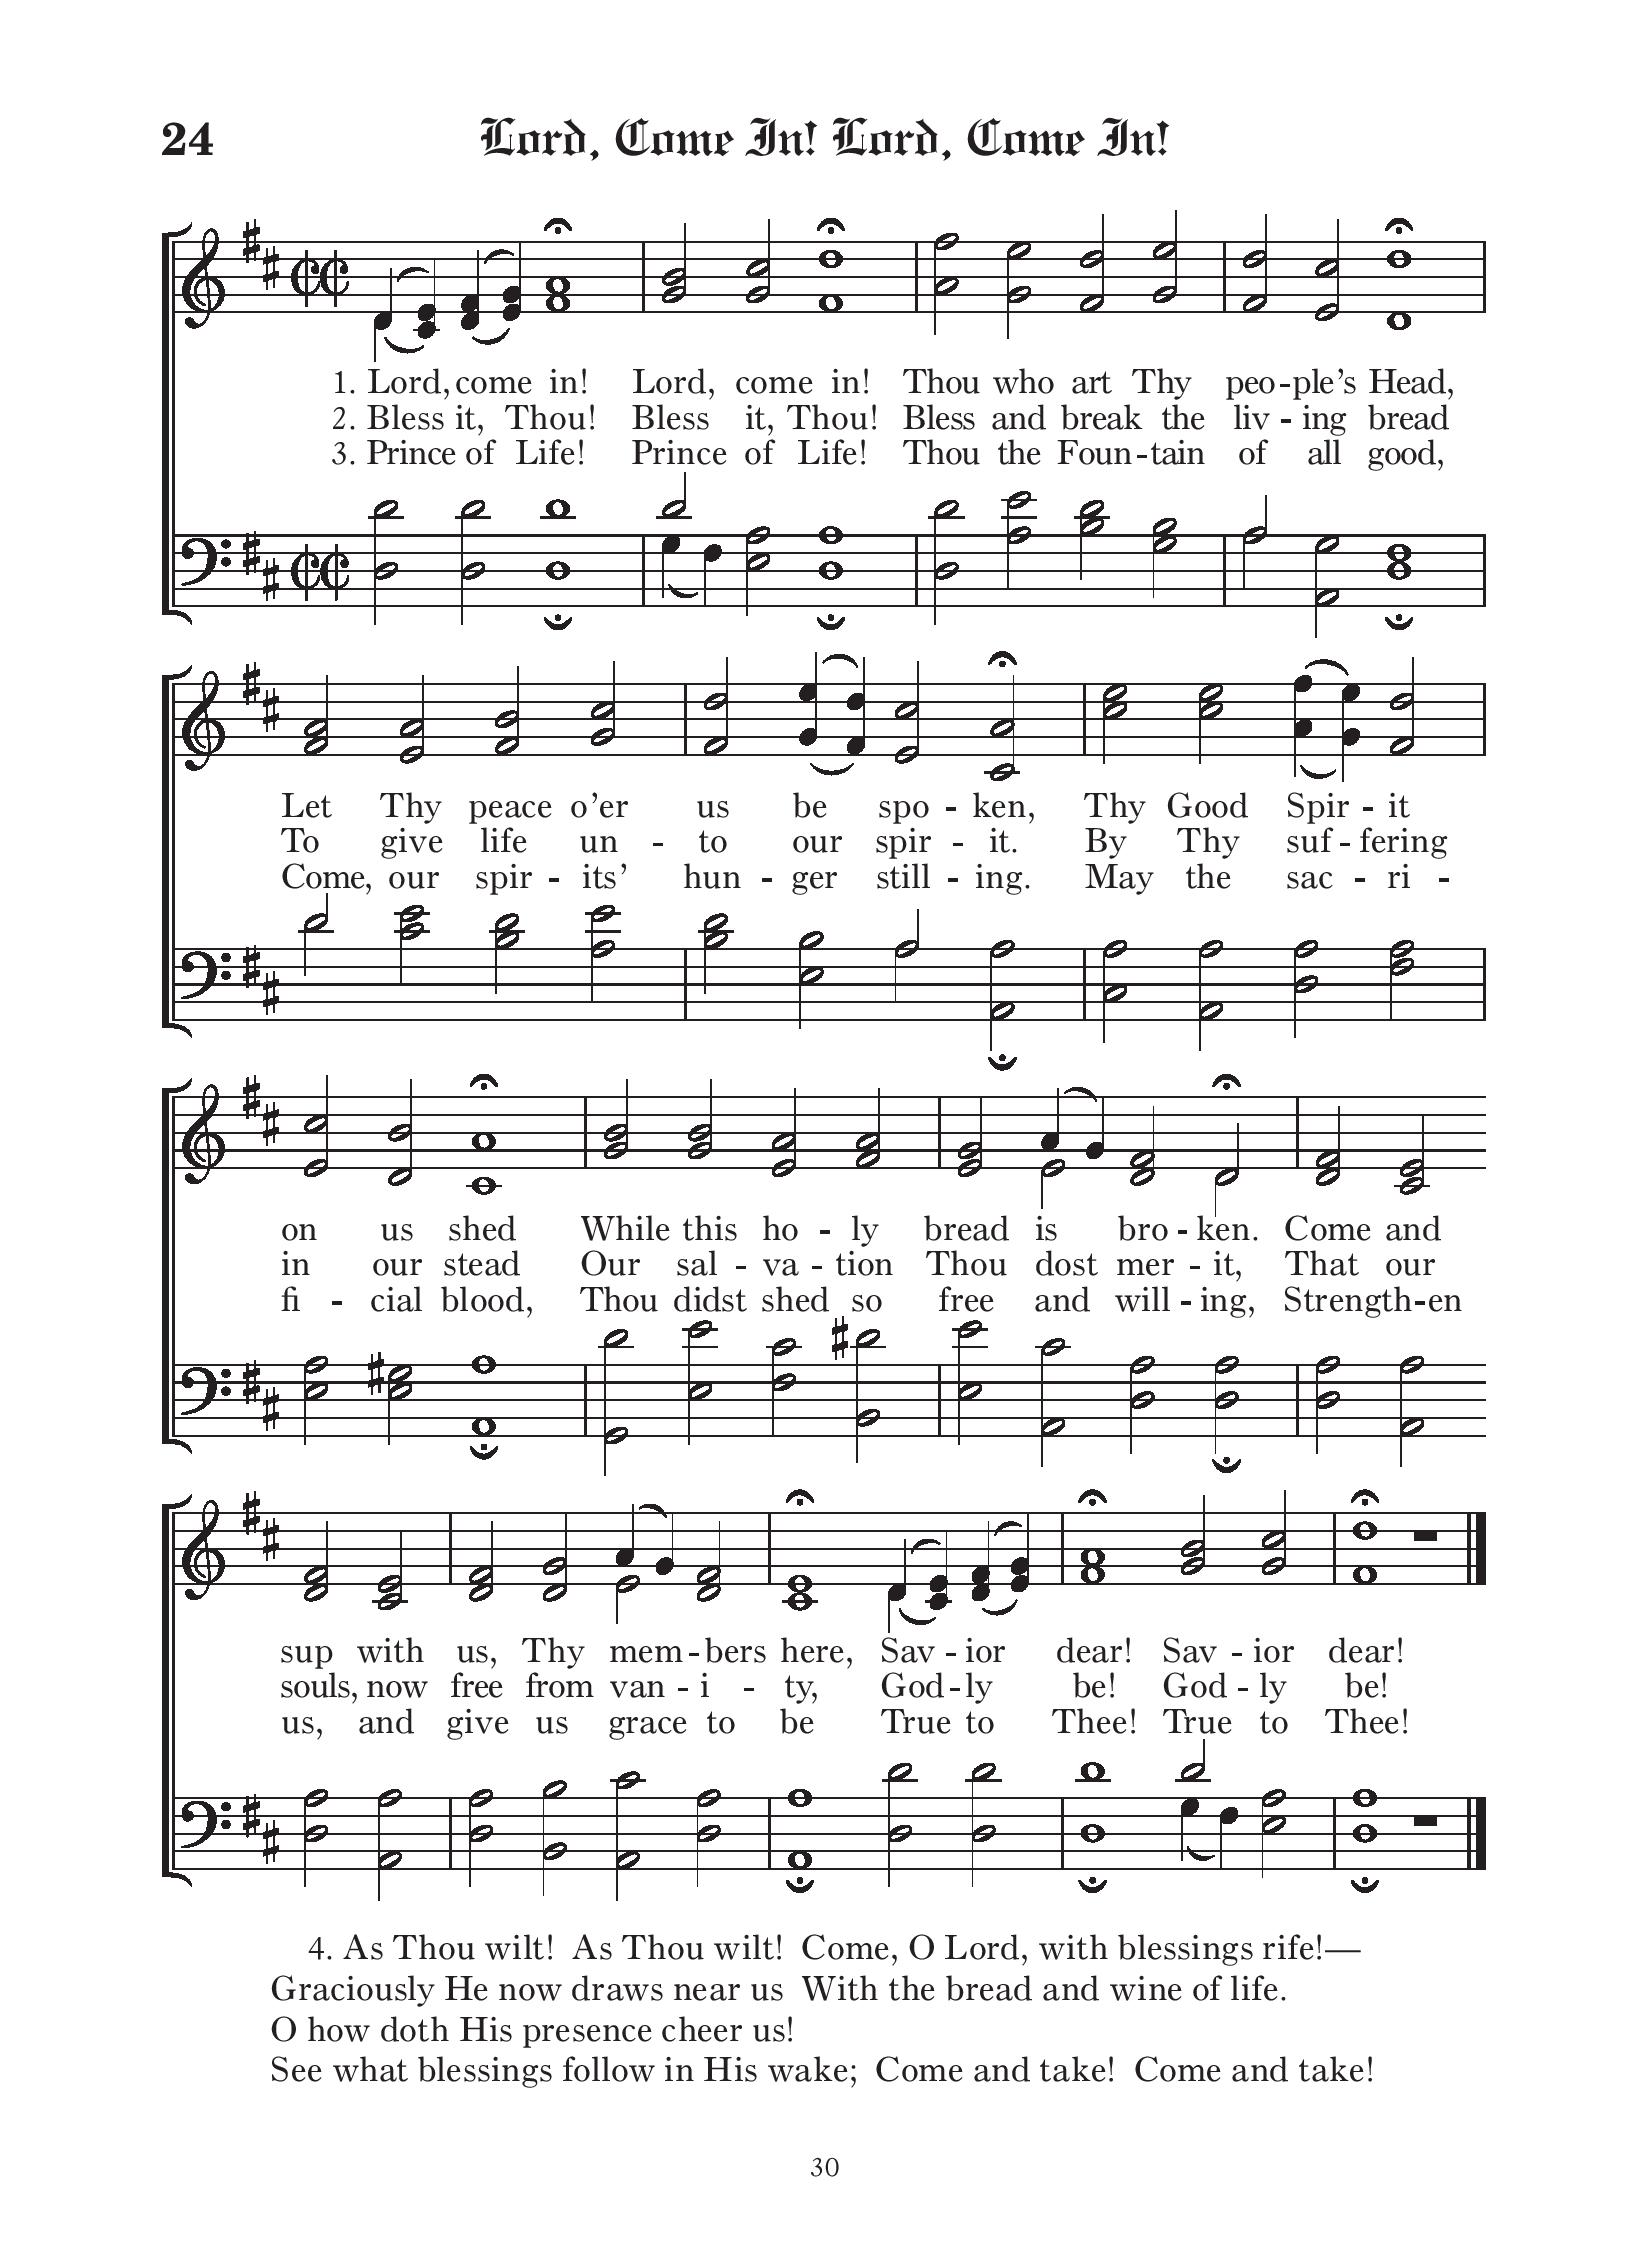 24 Lord, Come In! Lord, Come In!
1. Lord, come in! Lord, come in! Thou who art Thy peo-ple’s Head,
2. Bless it, Thou! Bless it, Thou! Bless and break the liv - ing bread
3. Prince of Life! Prince of Life! Thou the Foun-tain of all good,
Let Thy peace o’er us be spo - ken, Thy Good Spir - it
To give life un - to our spir - it. By Thy suf - fering
Come, our spir - its’ hun - ger still - ing. May the sac - ri -
on us shed While this ho - ly bread is bro - ken. Come and
in our stead Our sal - va - tion Thou dost mer - it, That our
fi - cial blood, Thou didst shed so free and will - ing, Strength-en
sup with us, Thy mem-bers here, Sav - ior dear! Sav - ior dear!
souls, now free from van - i - ty, God-ly be! God - ly be!
us, and give us grace to be True to Thee! True to Thee!
4. As Thou wilt! As Thou wilt! Come, O Lord, with blessings rife!—
Graciously He now draws near us With the bread and wine of life.
O how doth His presence cheer us!
See what blessings follow in His wake; Come and take! Come and take!
30